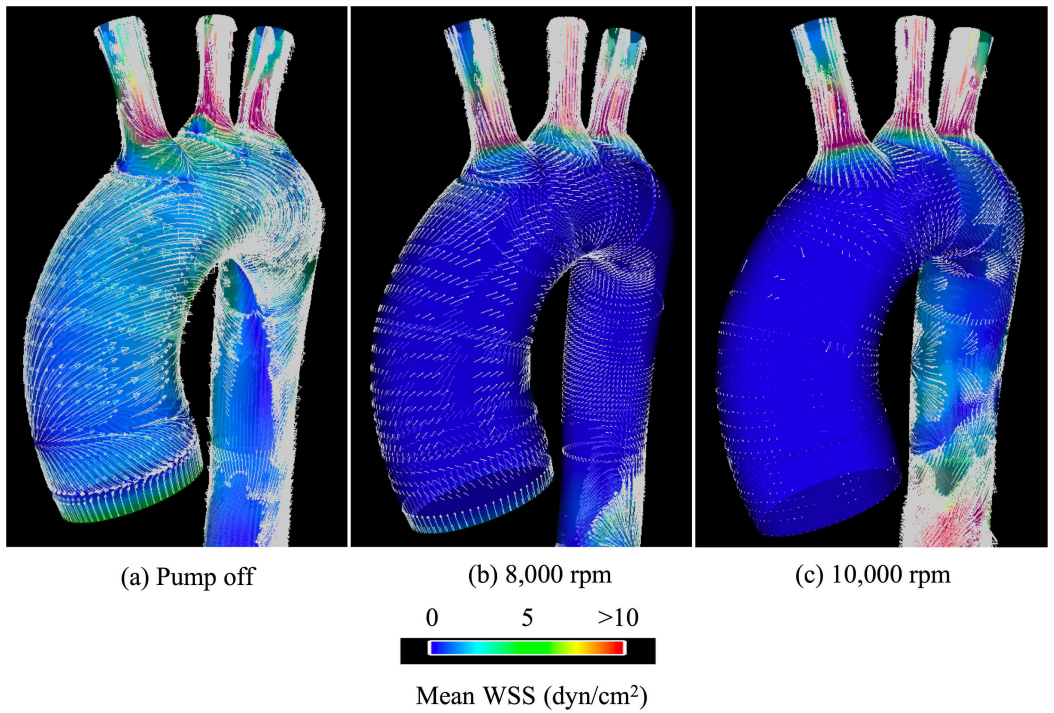 (a) Pump off
(b) 8,000 rpm
(c) 10,000 rpm
0 5 >10
Mean WSS (dyn/cm²)